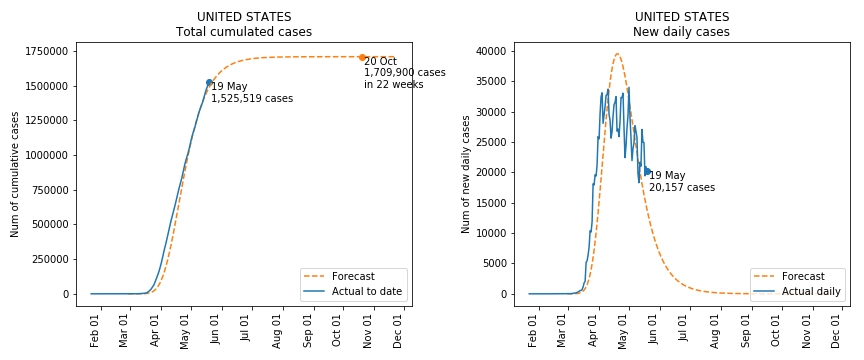 UNITED STATES
Total cumulated cases
Num of cumulative cases
1750000
1500000
1250000
1000000
750000
500000
250000
0
20 Oct
1,709,900 cases
in 22 weeks
19 May
1,525,519 cases
Forecast
Actual to date
Feb 01
Mar 01
Apr 01
May 01
Jun 01
Jul 01
Aug 01
Sep 01
Oct 01
Nov 01
Dec 01
UNITED STATES
New daily cases
Num of new daily cases
40000
35000
30000
25000
20000
15000
10000
5000
0
19 May
20,157 cases
Forecast
Actual daily
Feb 01
Mar 01
Apr 01
May 01
Jun 01
Jul 01
Aug 01
Sep 01
Oct 01
Nov 01
Dec 01